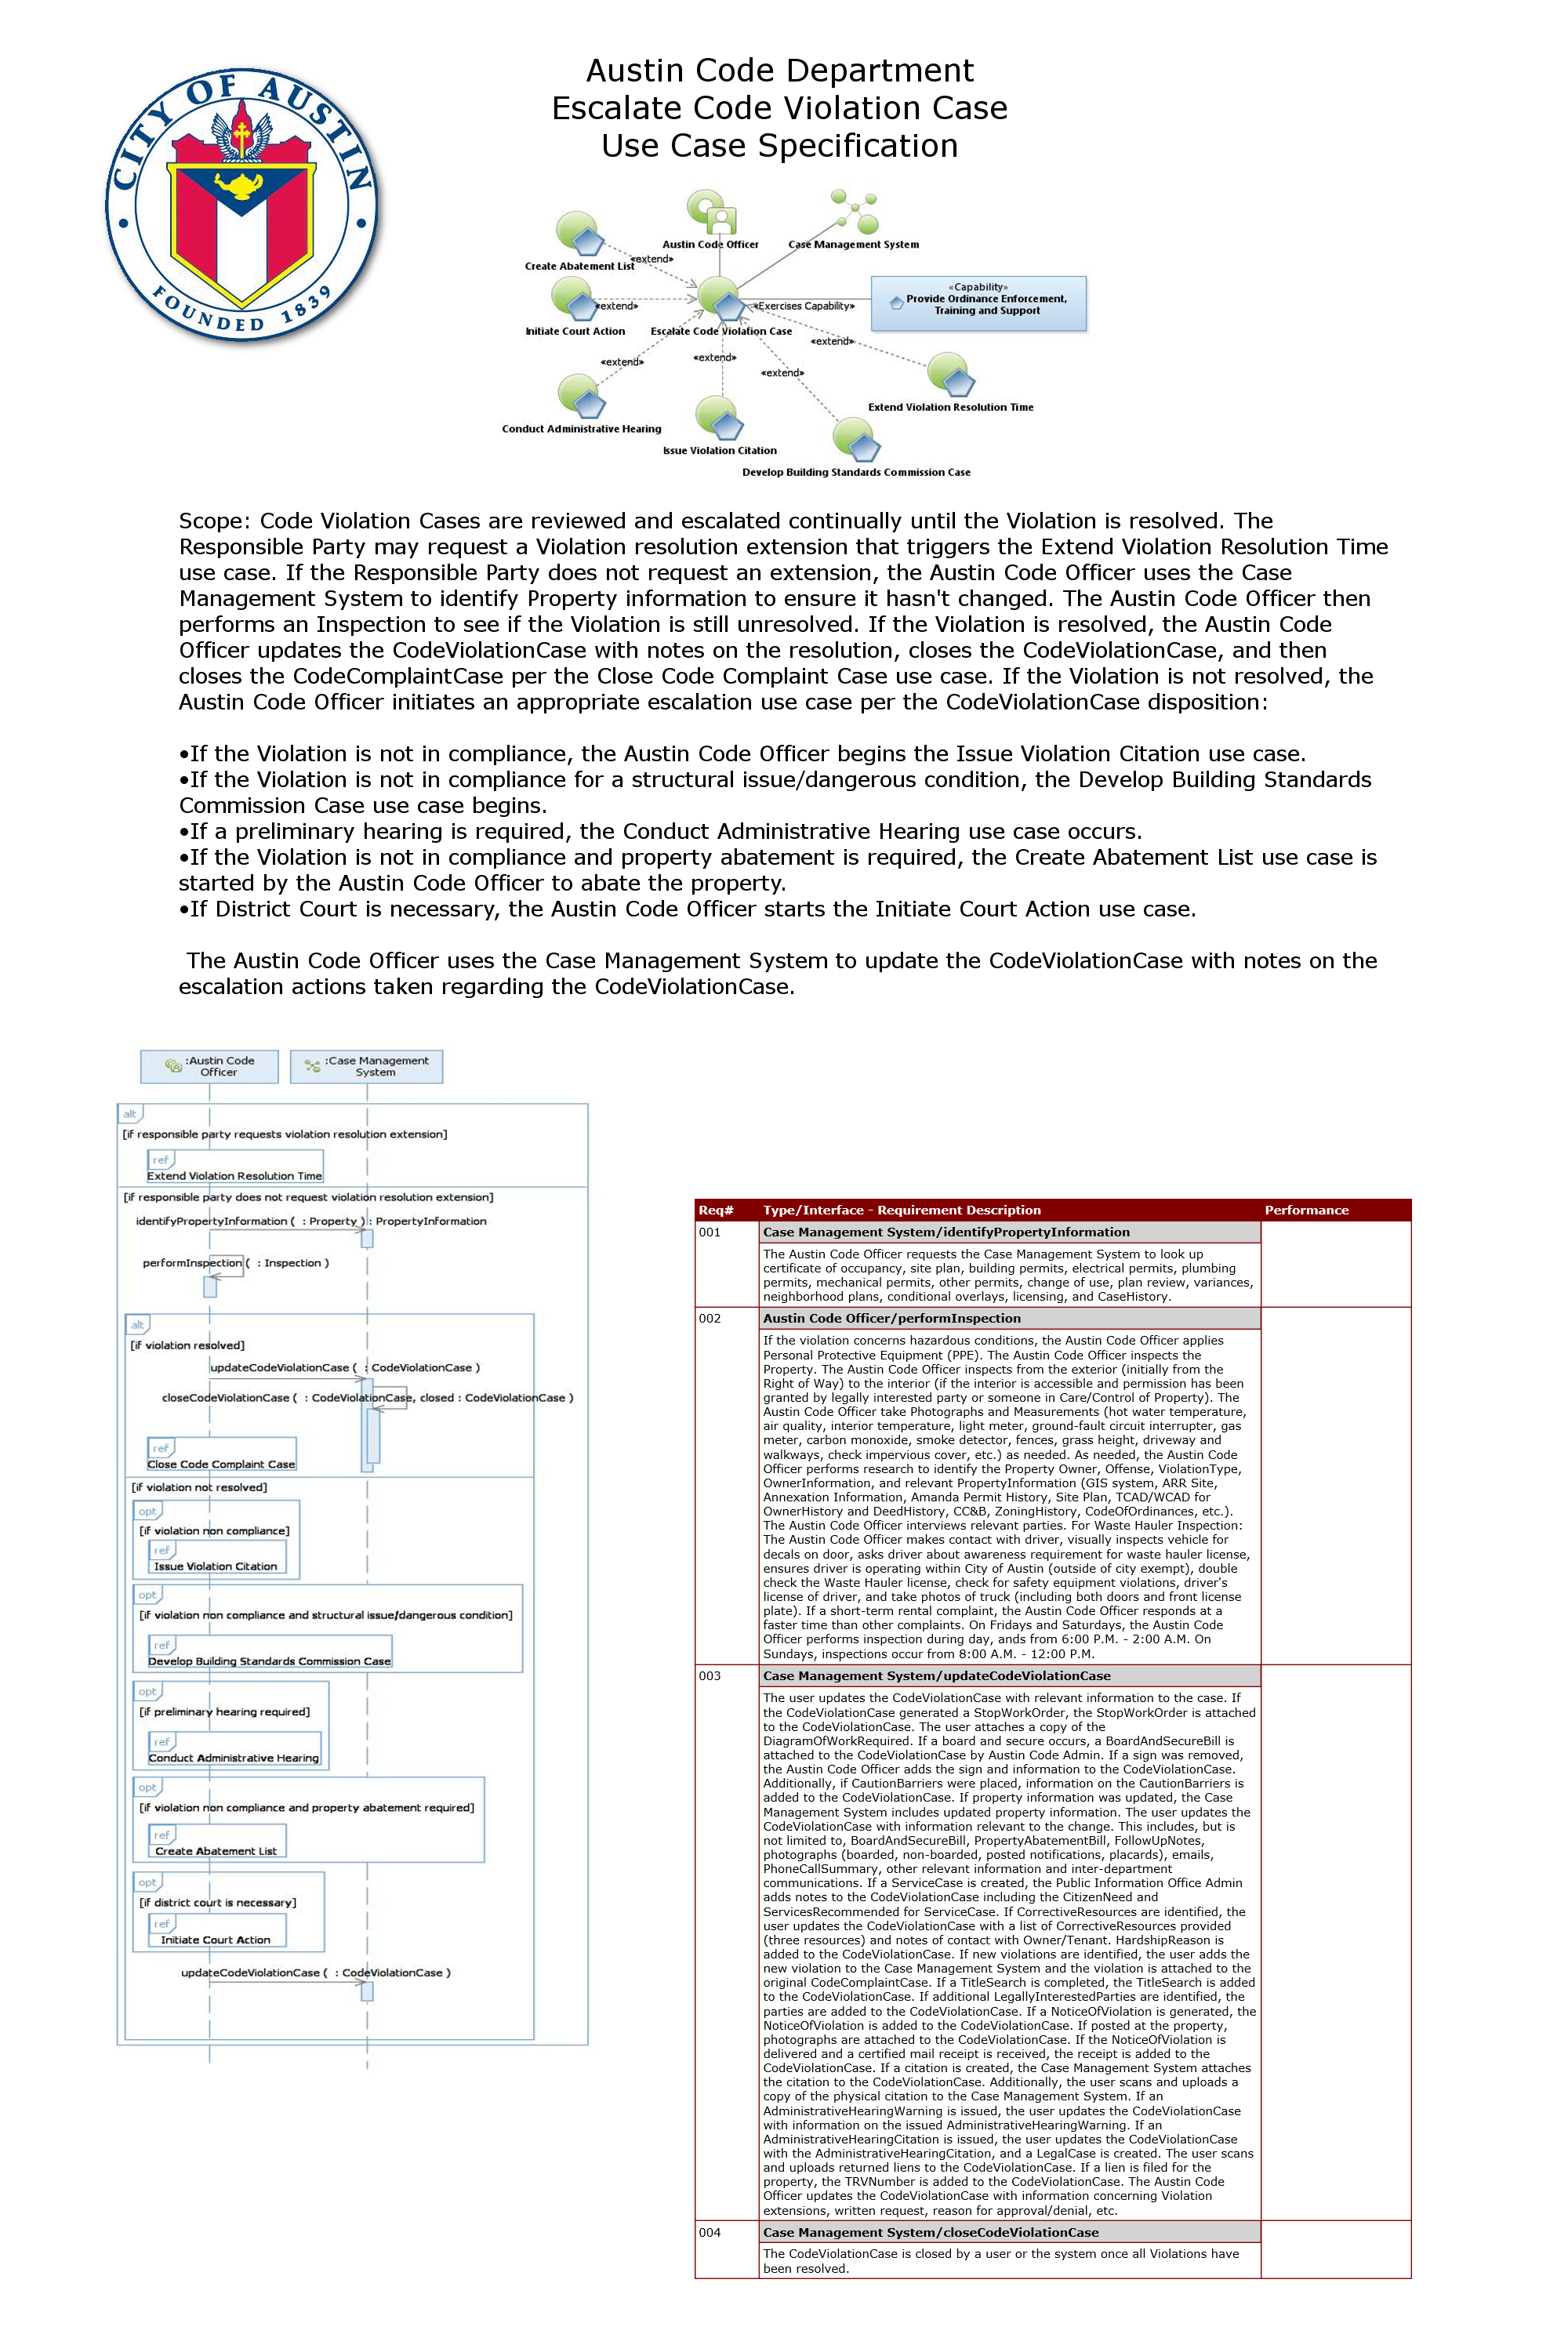 CITY OF AUSTIN
FOUNDED 1839
Austin Code Department
Escalate Code Violation Case
Use Case Specification
Austin Code Officer
Case Management System
Create Abatement List
«extend»
«Capability»
Provide Ordinance Enforcement,
Training and Support
«extend»
«Exercises Capability»
Initiate Court Action
Escalate Code Violation Case
«extend»
«extend»
«extend»
«extend»
Extend Violation Resolution Time
Conduct Administrative Hearing
Issue Violation Citation
Develop Building Standards Commission Case
Scope: Code Violation Cases are reviewed and escalated continually until the Violation is resolved. The
Responsible Party may request a Violation resolution extension that triggers the Extend Violation Resolution Time
use case. If the Responsible Party does not request an extension, the Austin Code Officer uses the Case
Management System to identify Property information to ensure it hasn't changed. The Austin Code Officer then
performs an Inspection to see if the Violation is still unresolved. If the Violation is resolved, the Austin Code
Officer updates the CodeViolationCase with notes on the resolution, closes the CodeViolationCase, and then
closes the CodeComplaintCase per the Close Code Complaint Case use case. If the Violation is not resolved, the
Austin Code Officer initiates an appropriate escalation use case per the CodeViolationCase disposition:
•If the Violation is not in compliance, the Austin Code Officer begins the Issue Violation Citation use case.
•If the Violation is not in compliance for a structural issue/dangerous condition, the Develop Building Standards
Commission Case use case begins.
•If a preliminary hearing is required, the Conduct Administrative Hearing use case occurs.
•If the Violation is not in compliance and property abatement is required, the Create Abatement List use case is
started by the Austin Code Officer to abate the property.
•If District Court is necessary, the Austin Code Officer starts the Initiate Court Action use case.
The Austin Code Officer uses the Case Management System to update the CodeViolationCase with notes on the
escalation actions taken regarding the CodeViolationCase.
:Austin Code
Officer
:Case Management
System
alt
[if responsible party requests violation resolution extension]
ref
Extend Violation Resolution Time
[if responsible party does not request violation resolution extension]
identifyPropertyInformation ( : Property ) : PropertyInformation
performInspection ( : Inspection )
alt
[if violation resolved]
updateCodeViolationCase ( : CodeViolationCase )
closeCodeViolationCase ( : CodeViolationCase, closed : CodeViolationCase )
ref
Close Code Complaint Case
[if violation not resolved]
opt
[if violation non compliance]
ref
Issue Violation Citation
opt
[if violation non compliance and structural issue/dangerous condition]
ref
Develop Building Standards Commission Case
opt
[if preliminary hearing required]
ref
Conduct Administrative Hearing
opt
[if violation non compliance and property abatement required]
ref
Create Abatement List
opt
[if district court is necessary]
ref
Initiate Court Action
updateCodeViolationCase ( : CodeViolationCase )
Req# Type/Interface - Requirement Description Performance
001 Case Management System/identifyPropertyInformation
The Austin Code Officer requests the Case Management System to look up
certificate of occupancy, site plan, building permits, electrical permits, plumbing
permits, mechanical permits, other permits, change of use, plan review, variances,
neighborhood plans, conditional overlays, licensing, and CaseHistory.
002 Austin Code Officer/performInspection
If the violation concerns hazardous conditions, the Austin Code Officer applies
Personal Protective Equipment (PPE). The Austin Code Officer inspects the
Property. The Austin Code Officer inspects from the exterior (initially from the
Right of Way) to the interior (if the interior is accessible and permission has been
granted by legally interested party or someone in Care/Control of Property). The
Austin Code Officer take Photographs and Measurements (hot water temperature,
air quality, interior temperature, light meter, ground-fault circuit interrupter, gas
meter, carbon monoxide, smoke detector, fences, grass height, driveway and
walkways, check impervious cover, etc.) as needed. As needed, the Austin Code
Officer performs research to identify the Property Owner, Offense, ViolationType,
OwnerInformation, and relevant PropertyInformation (GIS system, ARR Site,
Annexation Information, Amanda Permit History, Site Plan, TCAD/WCAD for
OwnerHistory and DeedHistory, CC&B, ZoningHistory, CodeOfOrdinances, etc.).
The Austin Code Officer interviews relevant parties. For Waste Hauler Inspection:
The Austin Code Officer makes contact with driver, visually inspects vehicle for
decals on door, asks driver about awareness requirement for waste hauler license,
ensures driver is operating within City of Austin (outside of city exempt), double
check the Waste Hauler license, check for safety equipment violations, driver's
license of driver, and take photos of truck (including both doors and front license
plate). If a short-term rental complaint, the Austin Code Officer responds at a
faster time than other complaints. On Fridays and Saturdays, the Austin Code
Officer performs inspection during day, ands from 6:00 P.M. - 2:00 A.M. On
Sundays, inspections occur from 8:00 A.M. - 12:00 P.M.
003 Case Management System/updateCodeViolationCase
The user updates the CodeViolationCase with relevant information to the case. If
the CodeViolationCase generated a StopWorkOrder, the StopWorkOrder is attached
to the CodeViolationCase. The user attaches a copy of the
DiagramOfWorkRequired. If a board and secure occurs, a BoardAndSecureBill is
attached to the CodeViolationCase by Austin Code Admin. If a sign was removed,
the Austin Code Officer adds the sign and information to the CodeViolationCase.
Additionally, if CautionBarriers were placed, information on the CautionBarriers is
added to the CodeViolationCase. If property information was updated, the Case
Management System includes updated property information. The user updates the
CodeViolationCase with information relevant to the change. This includes, but is
not limited to, BoardAndSecureBill, PropertyAbatementBill, FollowUpNotes,
photographs (boarded, non-boarded, posted notifications, placards), emails,
PhoneCallSummary, other relevant information and inter-department
communications. If a ServiceCase is created, the Public Information Office Admin
adds notes to the CodeViolationCase including the CitizenNeed and
ServicesRecommended for ServiceCase. If CorrectiveResources are identified, the
user updates the CodeViolationCase with a list of CorrectiveResources provided
(three resources) and notes of contact with Owner/Tenant. HardshipReason is
added to the CodeViolationCase. If new violations are identified, the user adds the
new violation to the Case Management System and the violation is attached to the
original CodeComplaintCase. If a TitleSearch is completed, the TitleSearch is added
to the CodeViolationCase. If additional LegallyInterestedParties are identified, the
parties are added to the CodeViolationCase. If a NoticeOfViolation is generated, the
NoticeOfViolation is added to the CodeViolationCase. If posted at the property,
photographs are attached to the CodeViolationCase. If the NoticeOfViolation is
delivered and a certified mail receipt is received, the receipt is added to the
CodeViolationCase. If a citation is created, the Case Management System attaches
the citation to the CodeViolationCase. Additionally, the user scans and uploads a
copy of the physical citation to the Case Management System. If an
AdministrativeHearingWarning is issued, the user updates the CodeViolationCase
with information on the issued AdministrativeHearingWarning. If an
AdministrativeHearingCitation is issued, the user updates the CodeViolationCase
with the AdministrativeHearingCitation, and a LegalCase is created. The user scans
and uploads returned liens to the CodeViolationCase. If a lien is filed for the
property, the TRVNumber is added to the CodeViolationCase. The Austin Code
Officer updates the CodeViolationCase with information concerning Violation
extensions, written request, reason for approval/denial, etc.
004 Case Management System/closeCodeViolationCase
The CodeViolationCase is closed by a user or the system once all Violations have
been resolved.